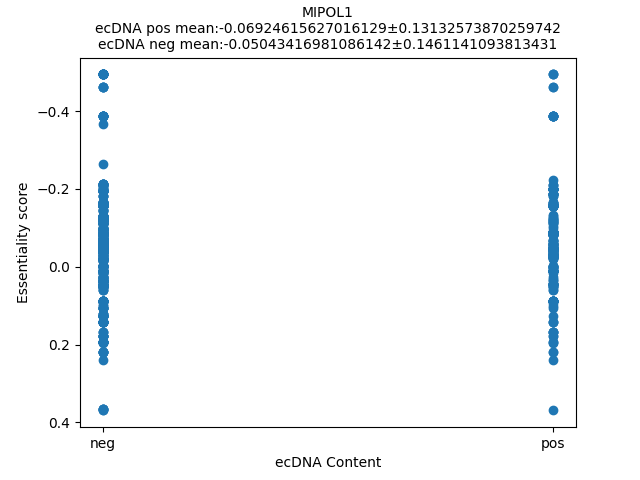 MIPOL1
ecDNA pos mean:-0.06924615627016129±0.13132573870259742
ecDNA neg mean:-0.05043416981086142±0.1461141093813431
−0.4
−0.2
0.0
0.2
0.4
Essentiality score
neg
pos
ecDNA Content